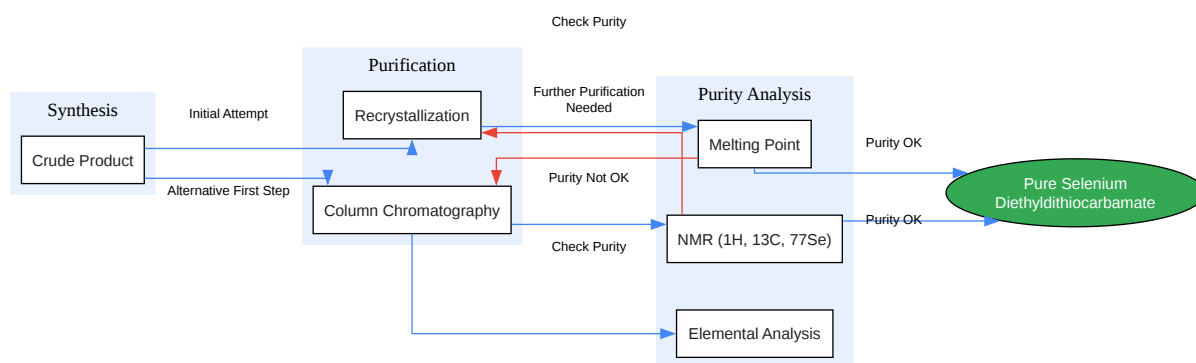 Check Purity
Purification
Synthesis
Initial Attempt
Recrystallization
Further Purification
Needed
Purity Analysis
Crude Product
Melting Point
Purity OK
Alternative First Step
Purity Not OK
Pure Selenium
Diethyldithiocarbamate
Column Chromatography
Check Purity
NMR (1H, 13C, 77Se)
Purity OK
Elemental Analysis